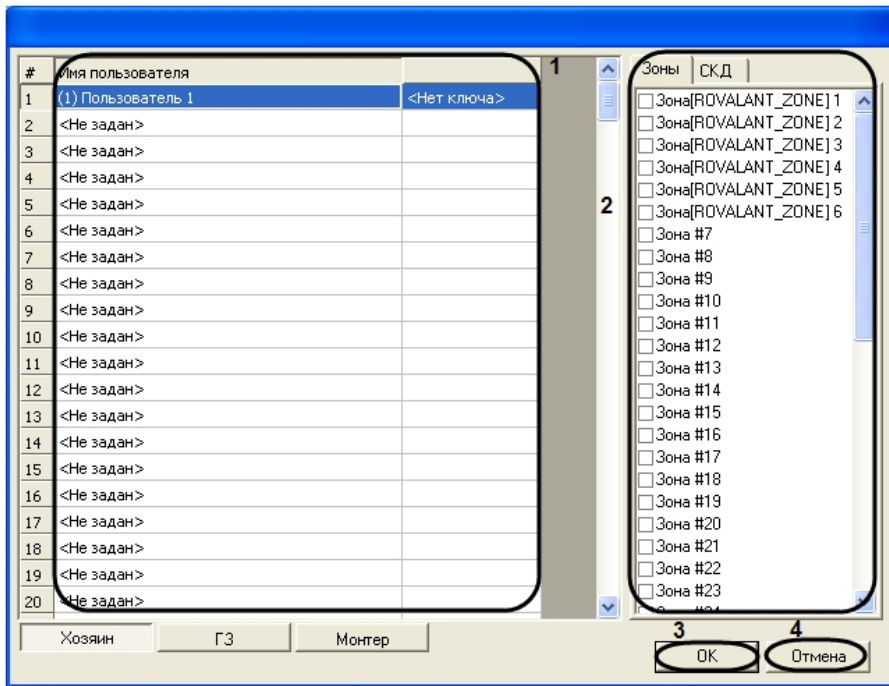 # Имя пользователя
1 (1) Пользователь 1 <Нет ключа>
2 <Не задан>
3 <Не задан>
4 <Не задан>
5 <Не задан>
6 <Не задан>
7 <Не задан>
8 <Не задан>
9 <Не задан>
10 <Не задан>
11 <Не задан>
12 <Не задан>
13 <Не задан>
14 <Не задан>
15 <Не задан>
16 <Не задан>
17 <Не задан>
18 <Не задан>
19 <Не задан>
20 <Не задан>
1
2
Зоны СКД
Зона[ROVALANT_ZONE] 1
Зона[ROVALANT_ZONE] 2
Зона[ROVALANT_ZONE] 3
Зона[ROVALANT_ZONE] 4
Зона[ROVALANT_ZONE] 5
Зона[ROVALANT_ZONE] 6
Зона #7
Зона #8
Зона #9
Зона #10
Зона #11
Зона #12
Зона #13
Зона #14
Зона #15
Зона #16
Зона #17
Зона #18
Зона #19
Зона #20
Зона #21
Зона #22
Зона #23
Хозяин ГЗ Монтер
3 4
OK Отмена